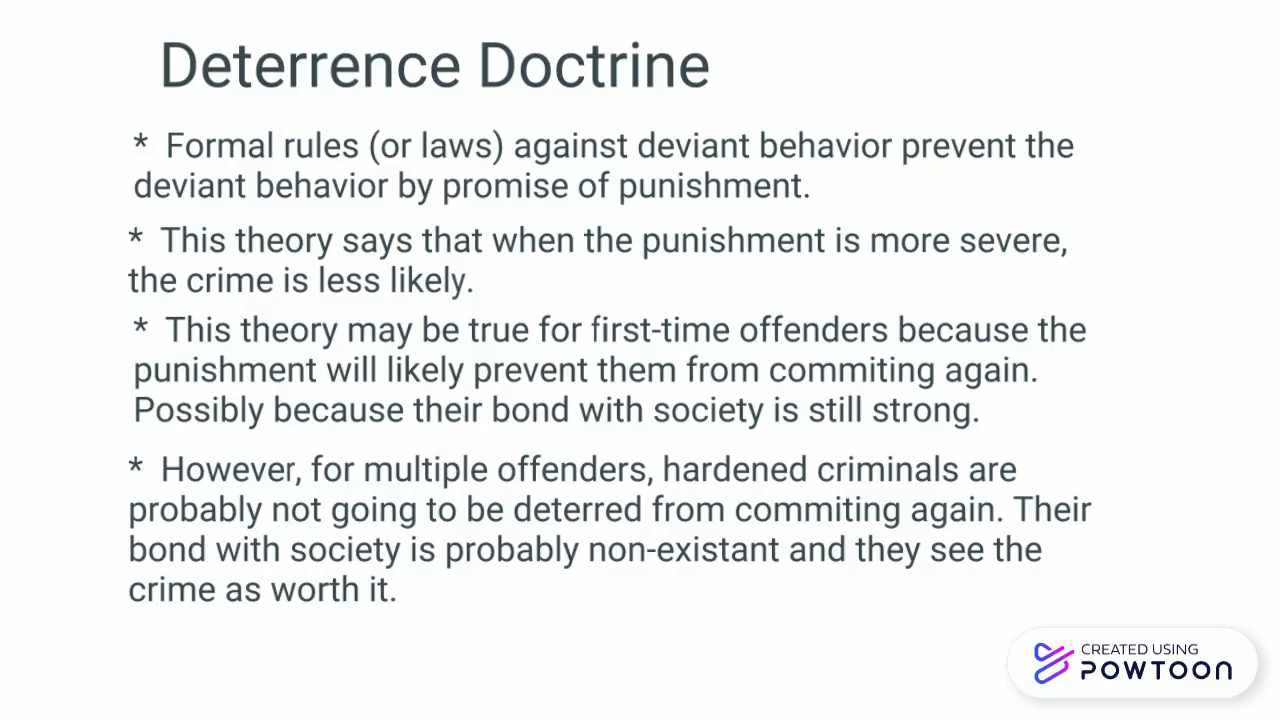 Deterrence Doctrine
* Formal rules (or laws) against deviant behavior prevent the
deviant behavior by promise of punishment.
* This theory says that when the punishment is more severe,
the crime is less likely.
* This theory may be true for first-time offenders because the
punishment will likely prevent them from commiting again.
Possibly because their bond with society is still strong.
* However, for multiple offenders, hardened criminals are
probably not going to be deterred from commiting again. Their
bond with society is probably non-existant and they see the
crime as worth it.
CREATED USING
POWTOON